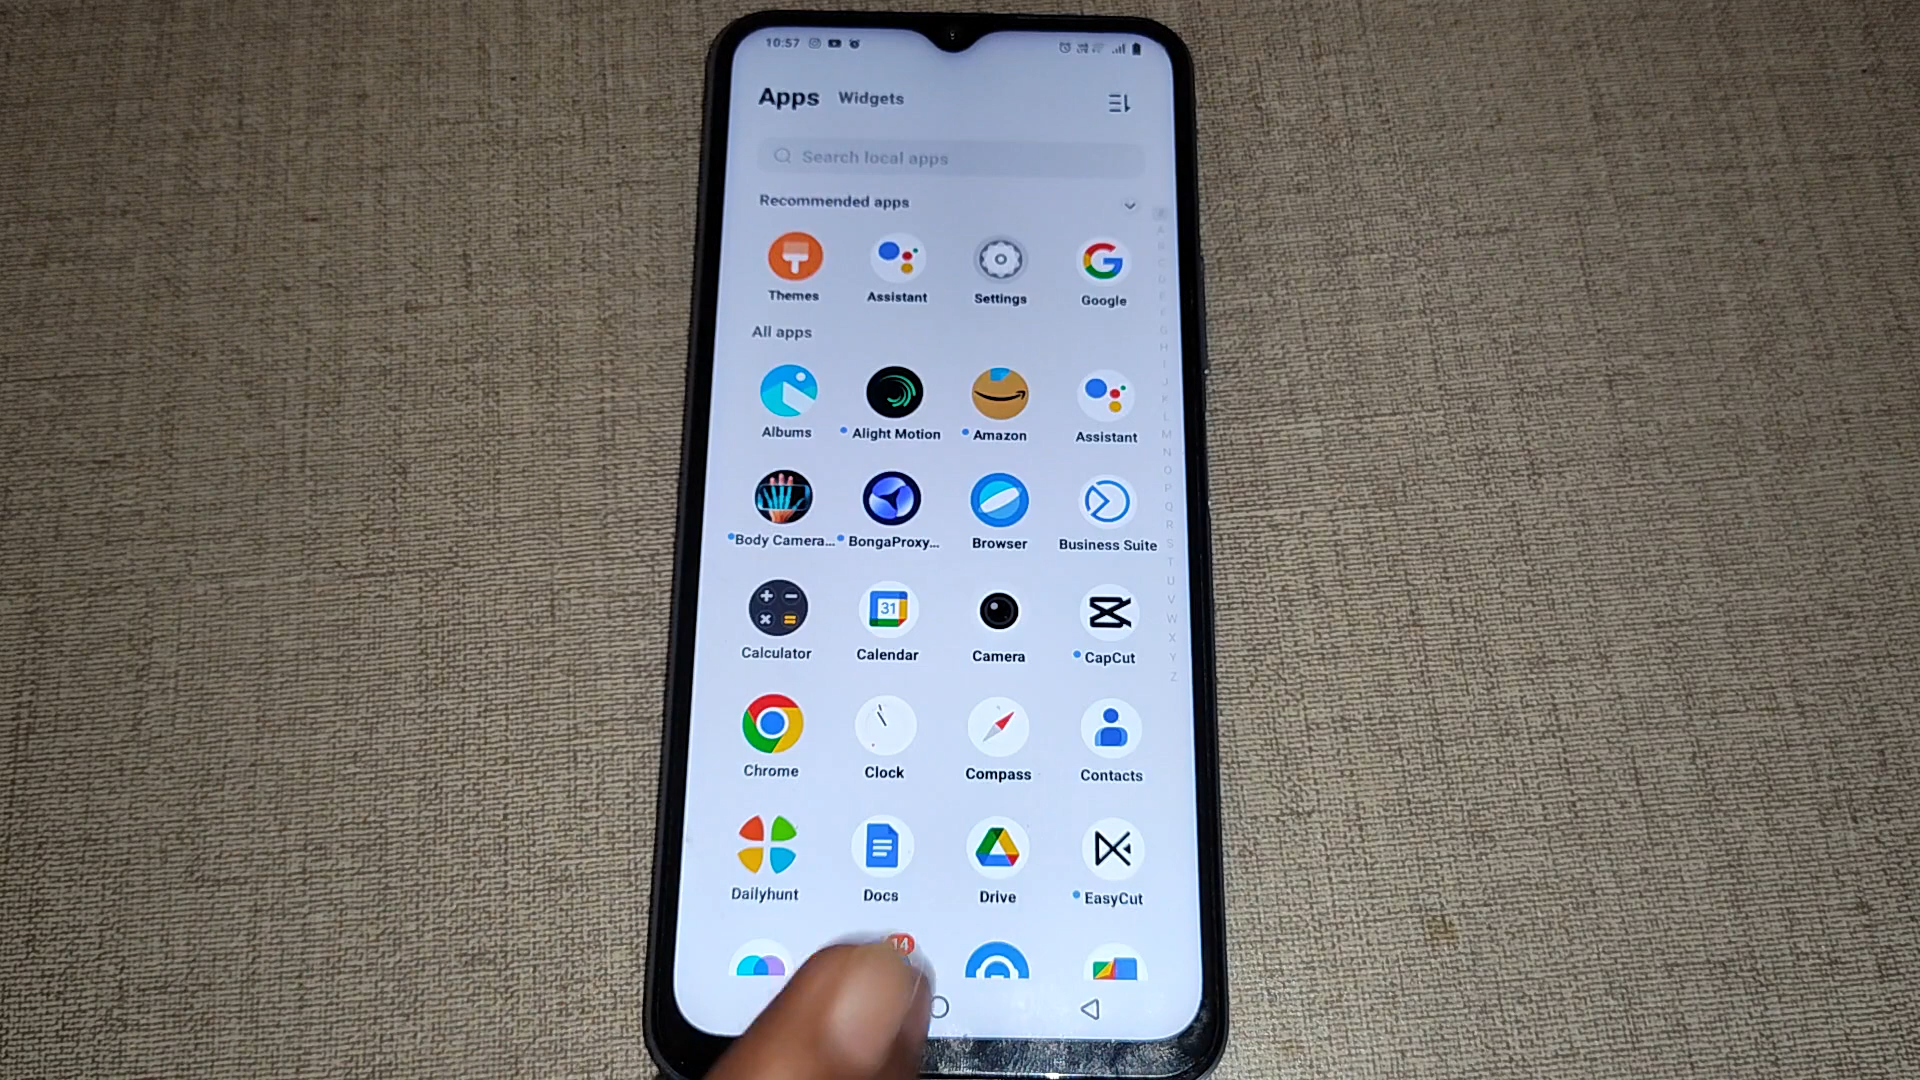 10:57
Apps Widgets
Search local apps
Recommended apps
Themes Assistant Settings Google
All apps
Albums Alight Motion Amazon Assistant
Body Camera... BongaProxy... Browser Business Suite
31
Calculator Calendar Camera CapCut
Chrome Clock Compass Contacts
Dailyhunt Docs Drive EasyCut
14
H
I
J
K
L
M
N
O
P
Q
R
S
T
U
V
W
X
Y
Z